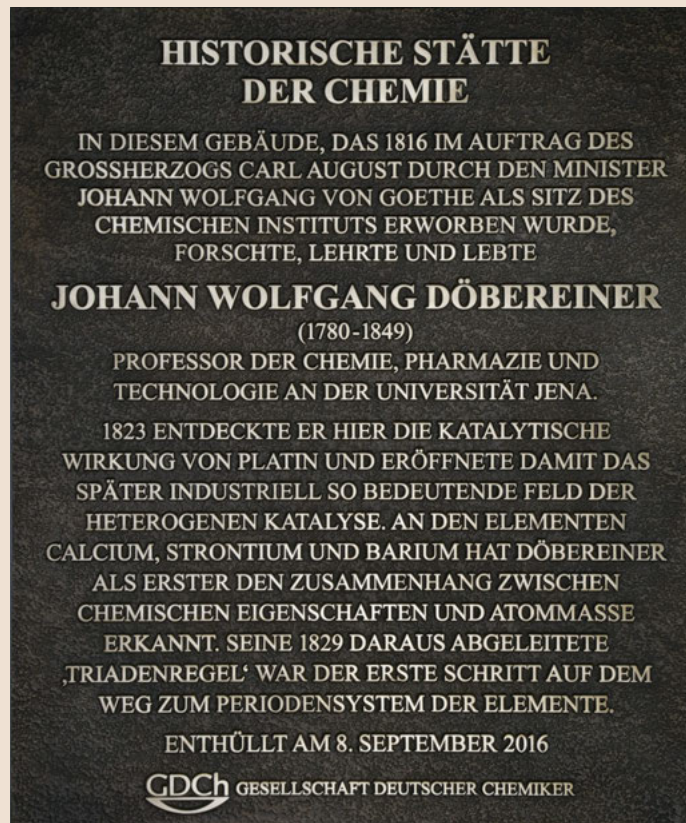 HISTORISCHE STÄTTE
DER CHEMIE
IN DIESEM GEBÄUDE, DAS 1816 IM AUFTRAG DES
GROSSHERZOGS CARL AUGUST DURCH DEN MINISTER
JOHANN WOLFGANG VON GOETHE ALS SITZ DES
CHEMISCHEN INSTITUTS ERWORBEN WURDE,
FORSCHTE, LEHRTE UND LEBTE
JOHANN WOLFGANG DÖBEREINER
(1780-1849)
PROFESSOR DER CHEMIE, PHARMAZIE UND
TECHNOLOGIE AN DER UNIVERSITÄT JENA.
1823 ENTDECKTE ER HIER DIE KATALYTISCHE
WIRKUNG VON PLATIN UND ERÖFFNETE DAMIT DAS
SPÄTER INDUSTRIELL SO BEDEUTENDE FELD DER
HETEROGENEN KATALYSE. AN DEN ELEMENTEN
CALCIUM, STRONTIUM UND BARIUM HAT DÖBEREINER
ALS ERSTER DEN ZUSAMMENHANG ZWISCHEN
CHEMISCHEN EIGENSCHAFTEN UND ATOMMASSE
ERKANNT. SEINE 1829 DARAUS ABGELEITETE
‚TRIADENREGEL‘ WAR DER ERSTE SCHRITT AUF DEM
WEG ZUM PERIODENSYSTEM DER ELEMENTE.
ENTHÜLLT AM 8. SEPTEMBER 2016
GDCh GESELLSCHAFT DEUTSCHER CHEMIKER